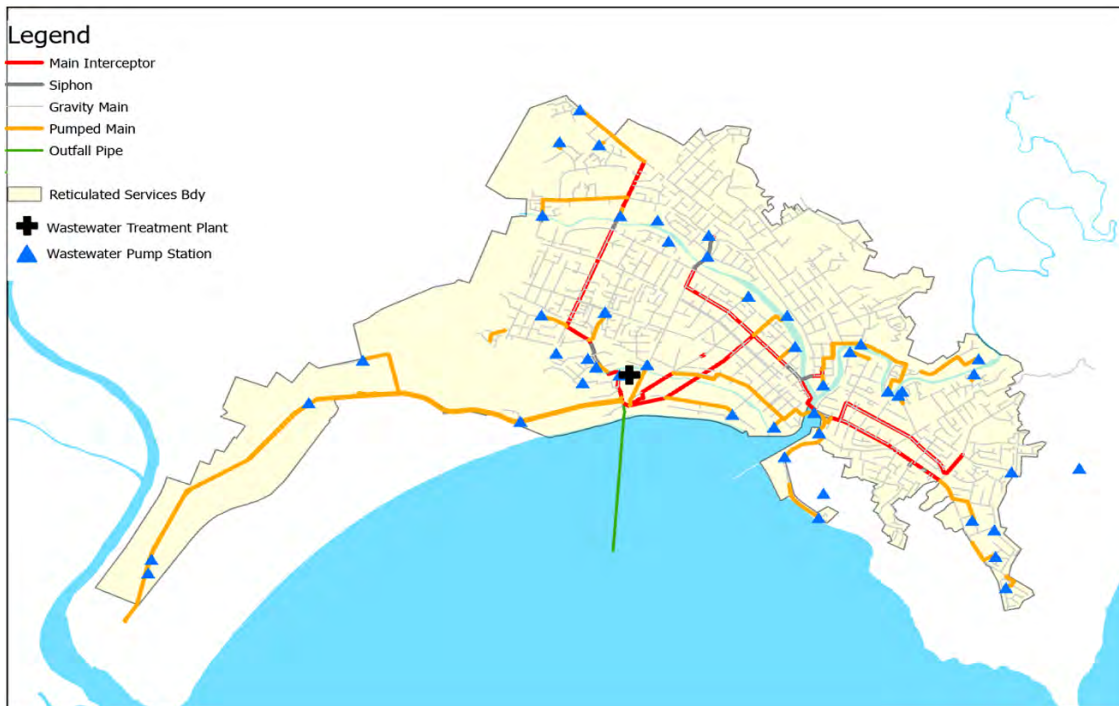 Legend
Main Interceptor
Siphon
Gravity Main
Pumped Main
Outfall Pipe
Reticulated Services Bdy
Wastewater Treatment Plant
Wastewater Pump Station